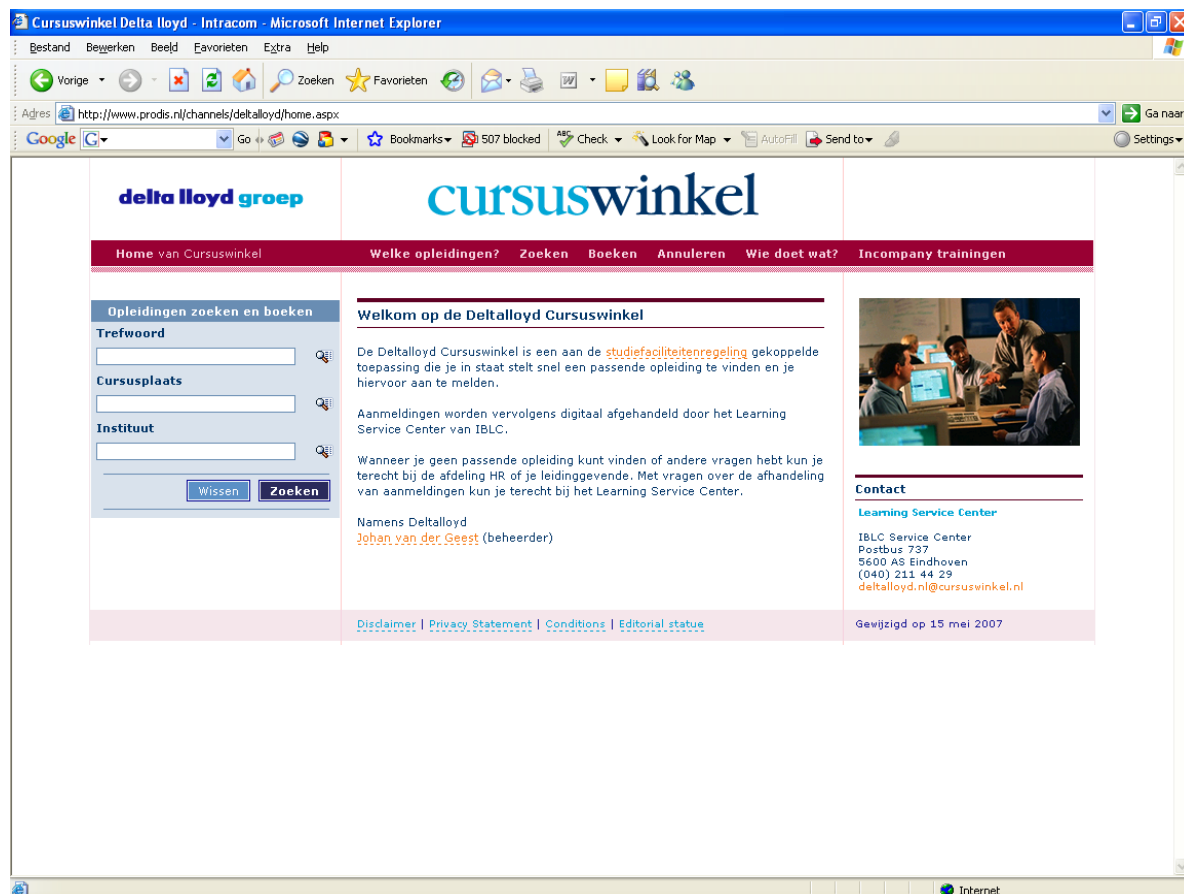 Cursuswinkel Delta lloyd - Intracom - Microsoft Internet Explorer
Bestand Bewerken Beeld Favorieten Extra Help
Vorige Zoeken Favorieten
Adres http://www.prodis.nl/channels/deltalloyd/home.aspx Ga naar
Google G Go Bookmarks 507 blocked ABC Check Look for Map AutoFill Send to Settings
delta lloyd groep
cursuswinkel
Home van Cursuswinkel Welke opleidingen? Zoeken Boeken Annuleren Wie doet wat? Incompany trainingen
Opleidingen zoeken en boeken
Trefwoord
Cursusplaats
Instituut
Wissen Zoeken
Welkom op de Deltalloyd Cursuswinkel
De Deltalloyd Cursuswinkel is een aan de studiefaciliteitenregeling gekoppelde
toepassing die je in staat stelt snel een passende opleiding te vinden en je
hiervoor aan te melden.
Aanmeldingen worden vervolgens digitaal afgehandeld door het Learning
Service Center van IBLC.
Wanneer je geen passende opleiding kunt vinden of andere vragen hebt kun je
terecht bij de afdeling HR of je leidinggevende. Met vragen over de afhandeling
van aanmeldingen kun je terecht bij het Learning Service Center.
Namens Deltalloyd
Johan van der Geest (beheerder)
Contact
Learning Service Center
IBLC Service Center
Postbus 737
5600 AS Eindhoven
(040) 211 44 29
deltalloyd.nl@cursuswinkel.nl
Disclaimer | Privacy Statement | Conditions | Editorial statue
Gewijzigd op 15 mei 2007
Internet